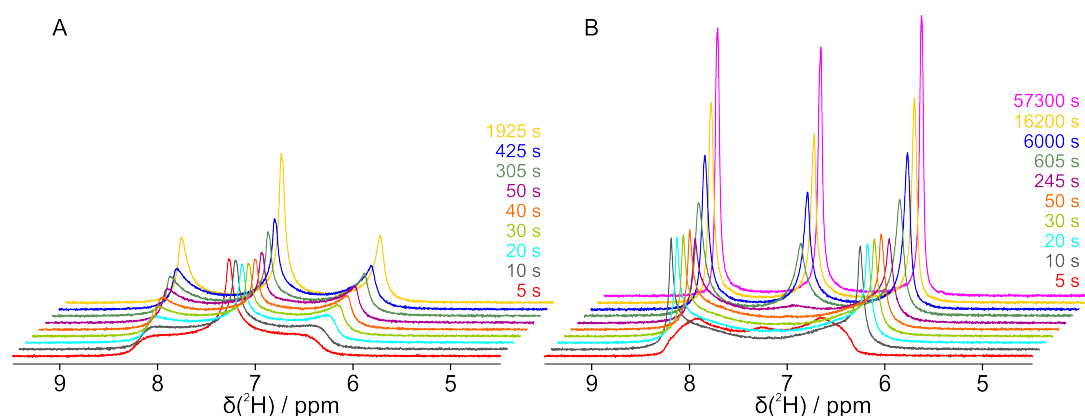 A
1925 s
425 s
305 s
50 s
40 s
30 s
20 s
10 s
5 s
9 8 7 6 5
δ(²H) / ppm
B
57300 s
16200 s
6000 s
605 s
245 s
50 s
30 s
20 s
10 s
5 s
9 8 7 6 5
δ(²H) / ppm